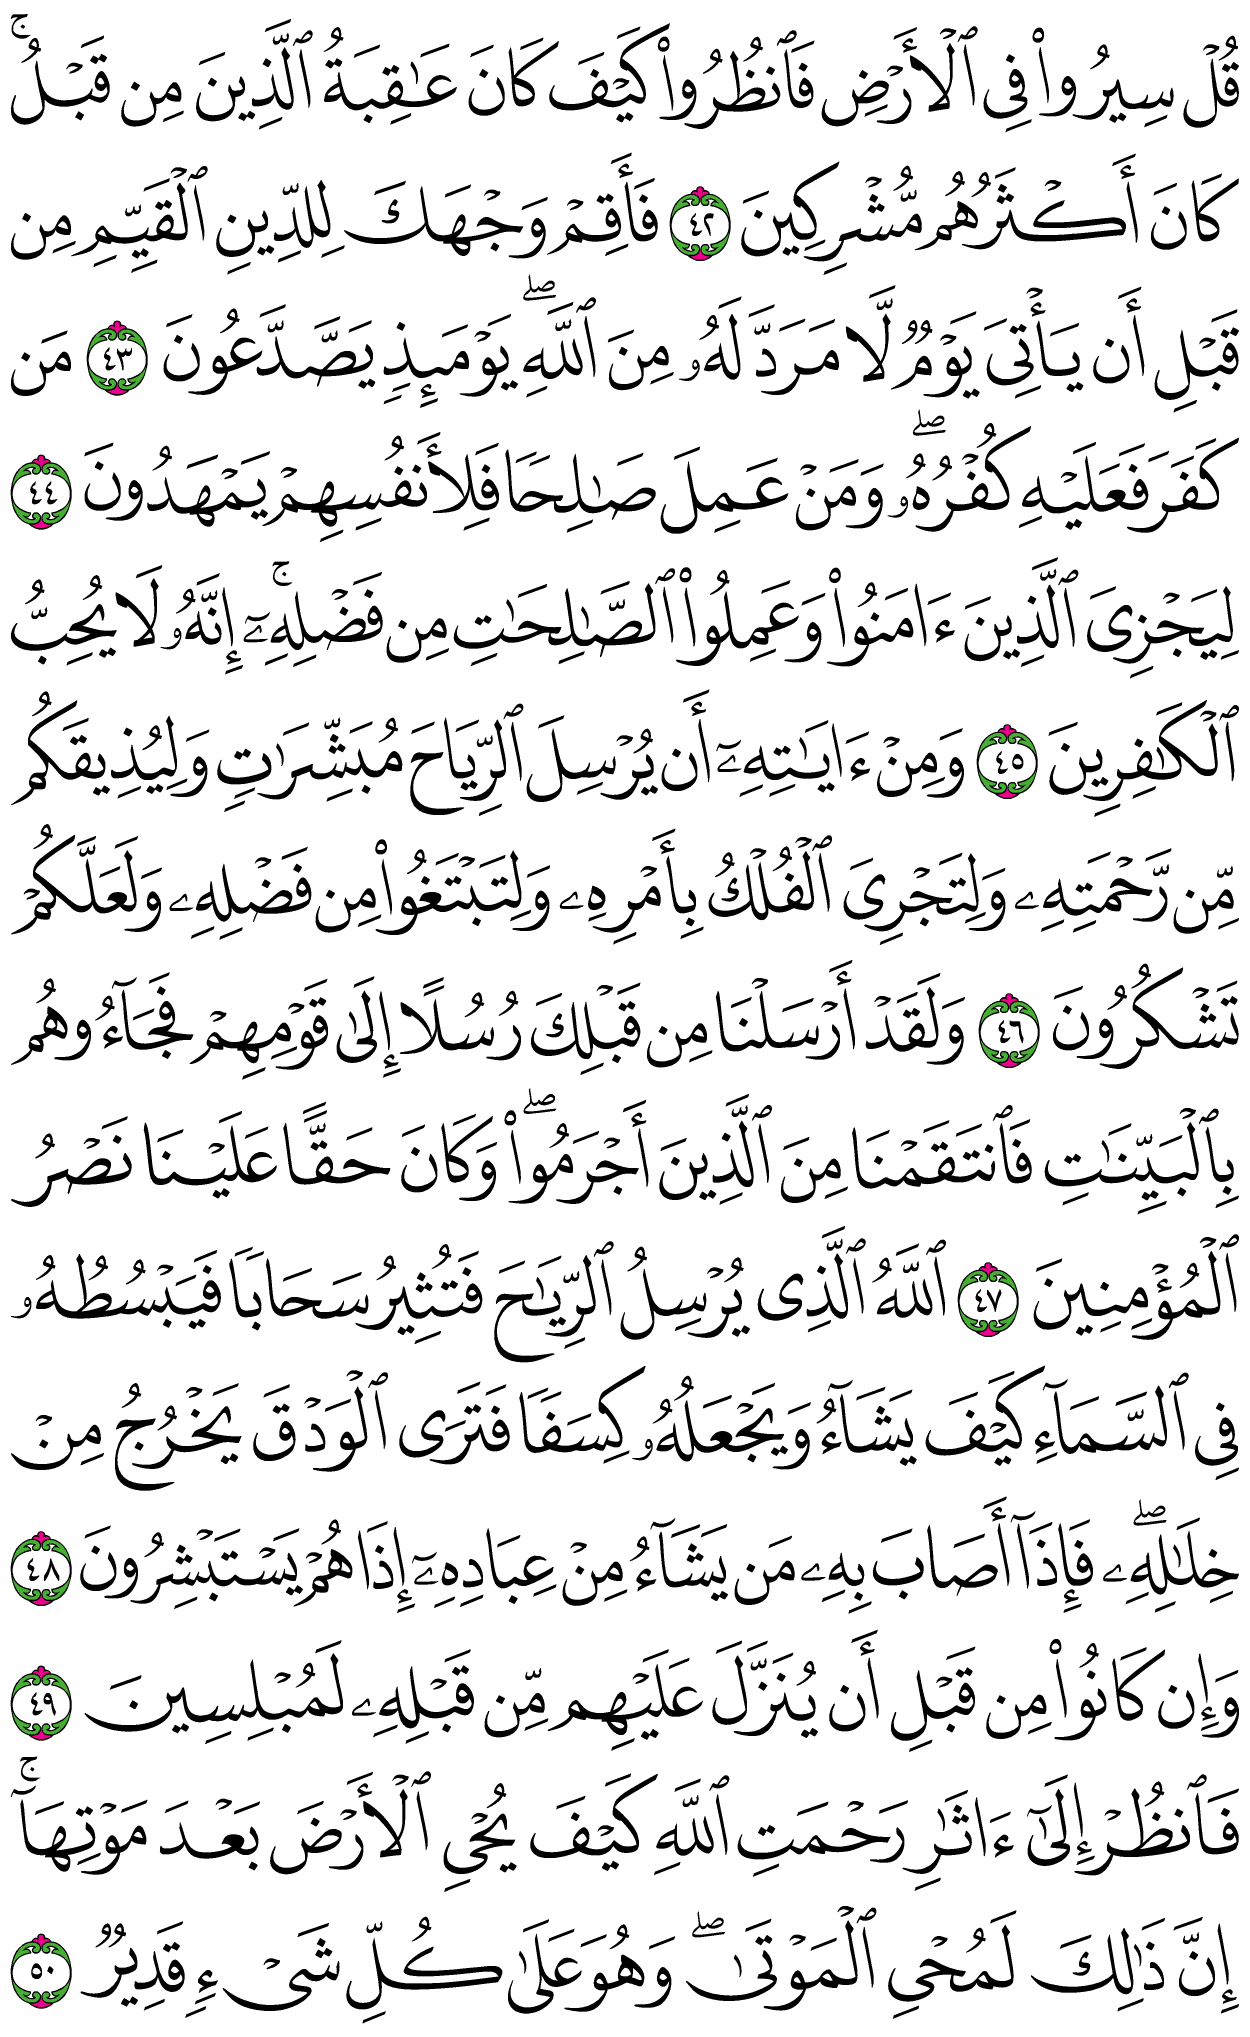 قُلۡ سِيرُواْ فِي ٱلۡأَرۡضِ فَٱنظُرُواْ كَيۡفَ كَانَ عَٰقِبَةُ ٱلَّذِينَ مِن قَبۡلُۚ
كَانَ أَكۡثَرُهُم مُّشۡرِكِينَ ٤٢ فَأَقِمۡ وَجۡهَكَ لِلدِّينِ ٱلۡقَيِّمِ مِن
قَبۡلِ أَن يَأۡتِيَ يَوۡمٞ لَّا مَرَدَّ لَهُۥ مِنَ ٱللَّهِۖ يَوۡمَئِذٖ يَصَّدَّعُونَ ٤٣ مَن
كَفَرَ فَعَلَيۡهِ كُفۡرُهُۥۖ وَمَنۡ عَمِلَ صَٰلِحٗا فَلِأَنفُسِهِمۡ يَمۡهَدُونَ ٤٤
لِيَجۡزِيَ ٱلَّذِينَ ءَامَنُواْ وَعَمِلُواْ ٱلصَّٰلِحَٰتِ مِن فَضۡلِهِۦٓۚ إِنَّهُۥ لَا يُحِبُّ
ٱلۡكَٰفِرِينَ ٤٥ وَمِنۡ ءَايَٰتِهِۦٓ أَن يُرۡسِلَ ٱلرِّيَاحَ مُبَشِّرَٰتٖ وَلِيُذِيقَكُم
مِّن رَّحۡمَتِهِۦ وَلِتَجۡرِيَ ٱلۡفُلۡكُ بِأَمۡرِهِۦ وَلِتَبۡتَغُواْ مِن فَضۡلِهِۦ وَلَعَلَّكُمۡ
تَشۡكُرُونَ ٤٦ وَلَقَدۡ أَرۡسَلۡنَا مِن قَبۡلِكَ رُسُلًا إِلَىٰ قَوۡمِهِمۡ فَجَآءُوهُم
بِٱلۡبَيِّنَٰتِ فَٱنتَقَمۡنَا مِنَ ٱلَّذِينَ أَجۡرَمُواْۖ وَكَانَ حَقًّا عَلَيۡنَا نَصۡرُ
ٱلۡمُؤۡمِنِينَ ٤٧ ٱللَّهُ ٱلَّذِي يُرۡسِلُ ٱلرِّيَٰحَ فَتُثِيرُ سَحَابٗا فَيَبۡسُطُهُۥ
فِي ٱلسَّمَآءِ كَيۡفَ يَشَآءُ وَيَجۡعَلُهُۥ كِسَفٗا فَتَرَى ٱلۡوَدۡقَ يَخۡرُجُ مِنۡ
خِلَٰلِهِۦۖ فَإِذَآ أَصَابَ بِهِۦ مَن يَشَآءُ مِنۡ عِبَادِهِۦٓ إِذَا هُمۡ يَسۡتَبۡشِرُونَ ٤٨
وَإِن كَانُواْ مِن قَبۡلِ أَن يُنَزَّلَ عَلَيۡهِم مِّن قَبۡلِهِۦ لَمُبۡلِسِينَ ٤٩
فَٱنظُرۡ إِلَىٰٓ ءَاثَٰرِ رَحۡمَتِ ٱللَّهِ كَيۡفَ يُحۡيِ ٱلۡأَرۡضَ بَعۡدَ مَوۡتِهَآۚ
إِنَّ ذَٰلِكَ لَمُحۡيِ ٱلۡمَوۡتَىٰۖ وَهُوَ عَلَىٰ كُلِّ شَيۡءٖ قَدِيرٞ ٥٠